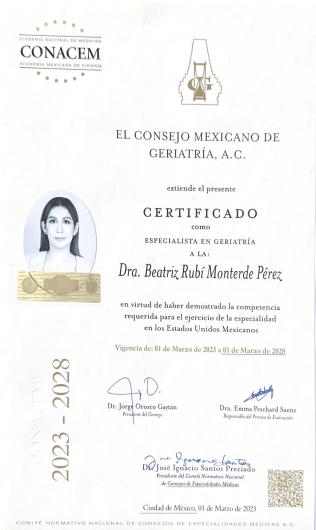 ACADEMIA NACIONAL DE MEDICINA
CONACEM
ACADEMIA MEXICANA DE CIRUGÍA
CMG
EL CONSEJO MEXICANO DE
GERIATRÍA, A.C.
extiende el presente
CERTIFICADO
como
ESPECIALISTA EN GERIATRÍA
A LA:
Dra. Beatriz Rubí Monterde Pérez
en virtud de haber demostrado la competencia
requerida para el ejercicio de la especialidad
en los Estados Unidos Mexicanos
Vigencia de: 01 de Marzo de 2023 a 01 de Marzo de 2028
CONACEM
2023 - 2028
Dr. Jorge Orozco Gaytán
Presidente del Consejo
Dra. Emma Peschard Saenz
Responsable del Proceso de Evaluación
Dr. José Ignacio Santos Preciado
Presidente del Comité Normativo Nacional
de Consejos de Especialidades Médicas
Ciudad de México, 01 de Marzo de 2023
COMITÉ NORMATIVO NACIONAL DE CONSEJOS DE ESPECIALIDADES MÉDICAS A.C.